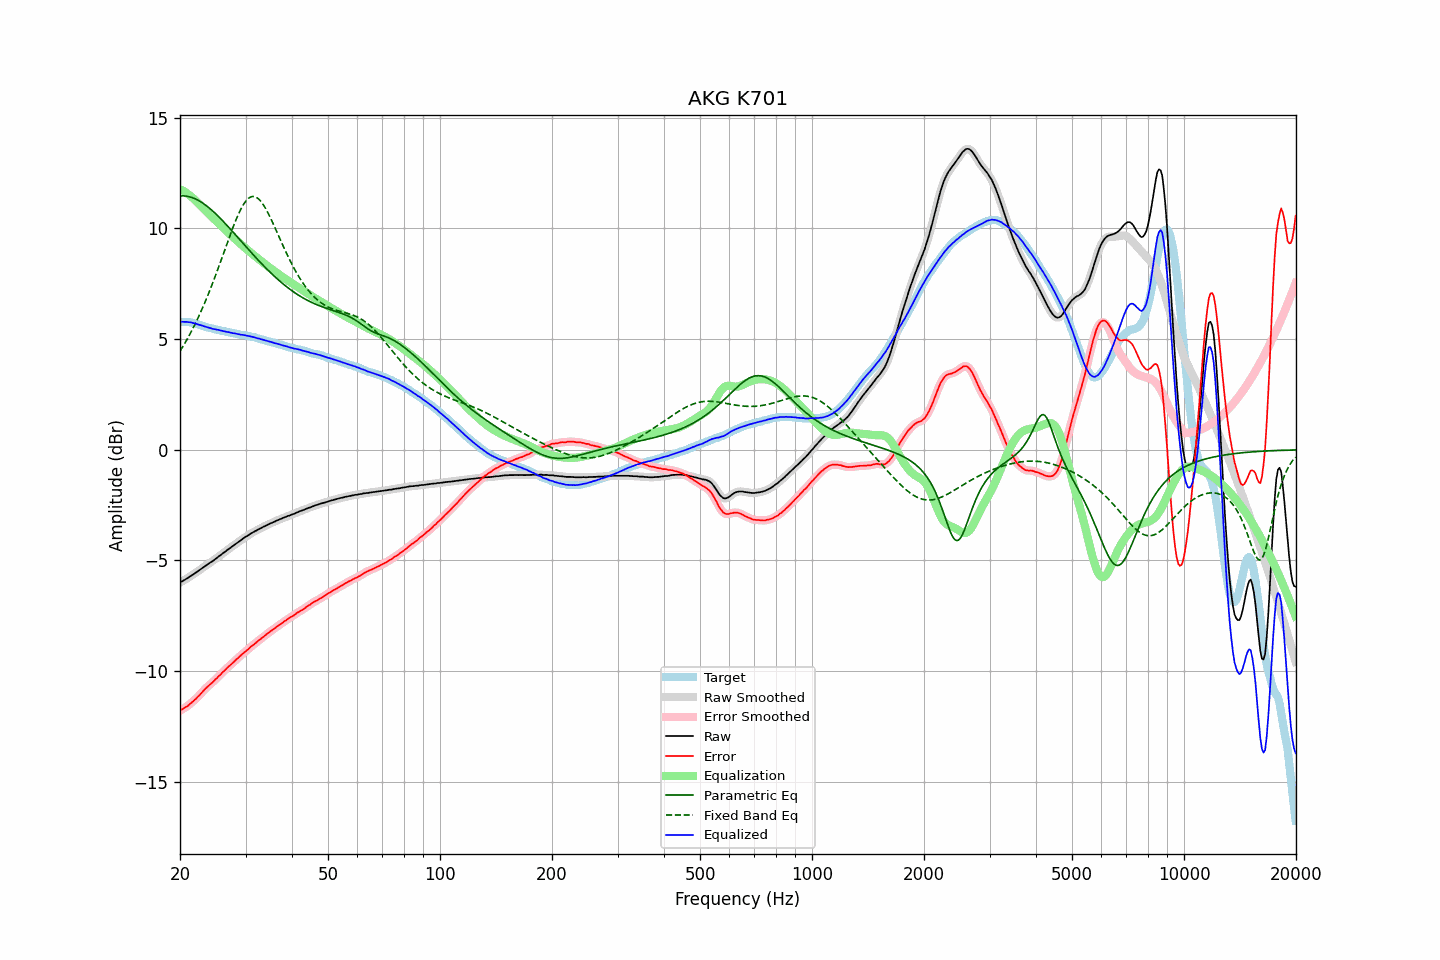 AKG K701
15
10
5
0
−5
−10
−15
Amplitude (dBr)
20
50
100
200
500
1000
2000
5000
10000
20000
Frequency (Hz)
Target
Raw Smoothed
Error Smoothed
Raw
Error
Equalization
Parametric Eq
Fixed Band Eq
Equalized